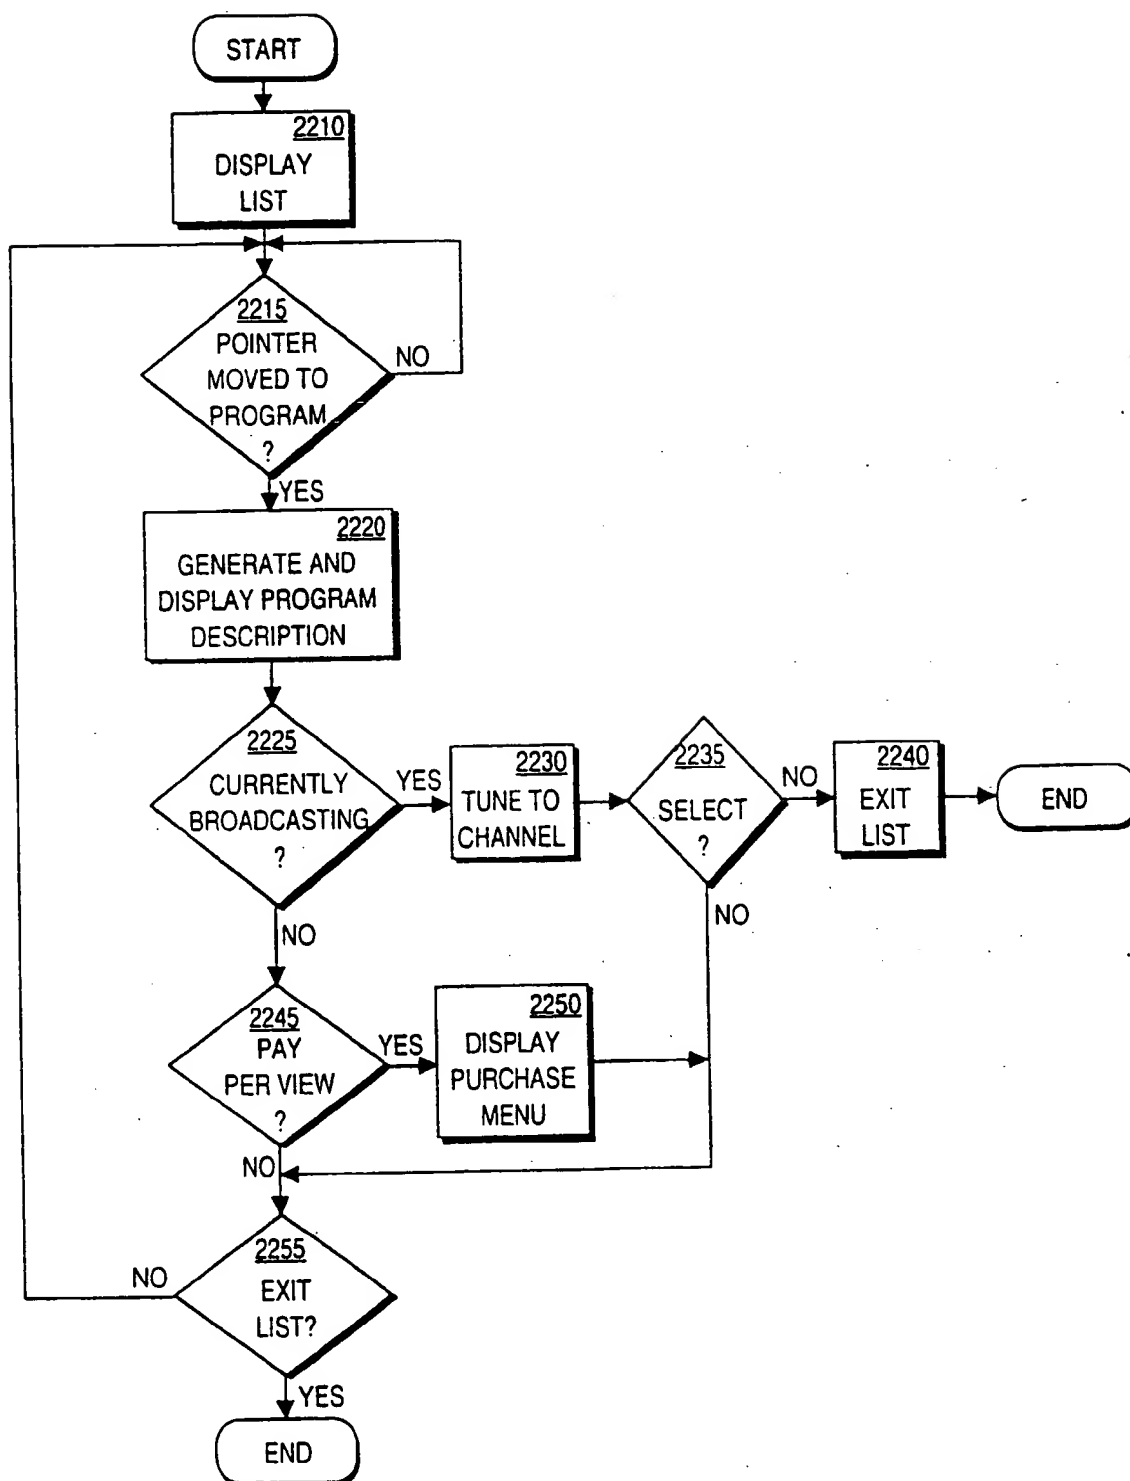 START
2210
DISPLAY
LIST
2215
POINTER
MOVED TO
PROGRAM
?
NO
YES
2220
GENERATE AND
DISPLAY PROGRAM
DESCRIPTION
2225
CURRENTLY
BROADCASTING
?
YES
2230
TUNE TO
CHANNEL
2235
SELECT
?
NO
2240
EXIT
LIST
END
NO
NO
2245
PAY
PER VIEW
?
YES
2250
DISPLAY
PURCHASE
MENU
NO
2255
EXIT
LIST?
NO
YES
END